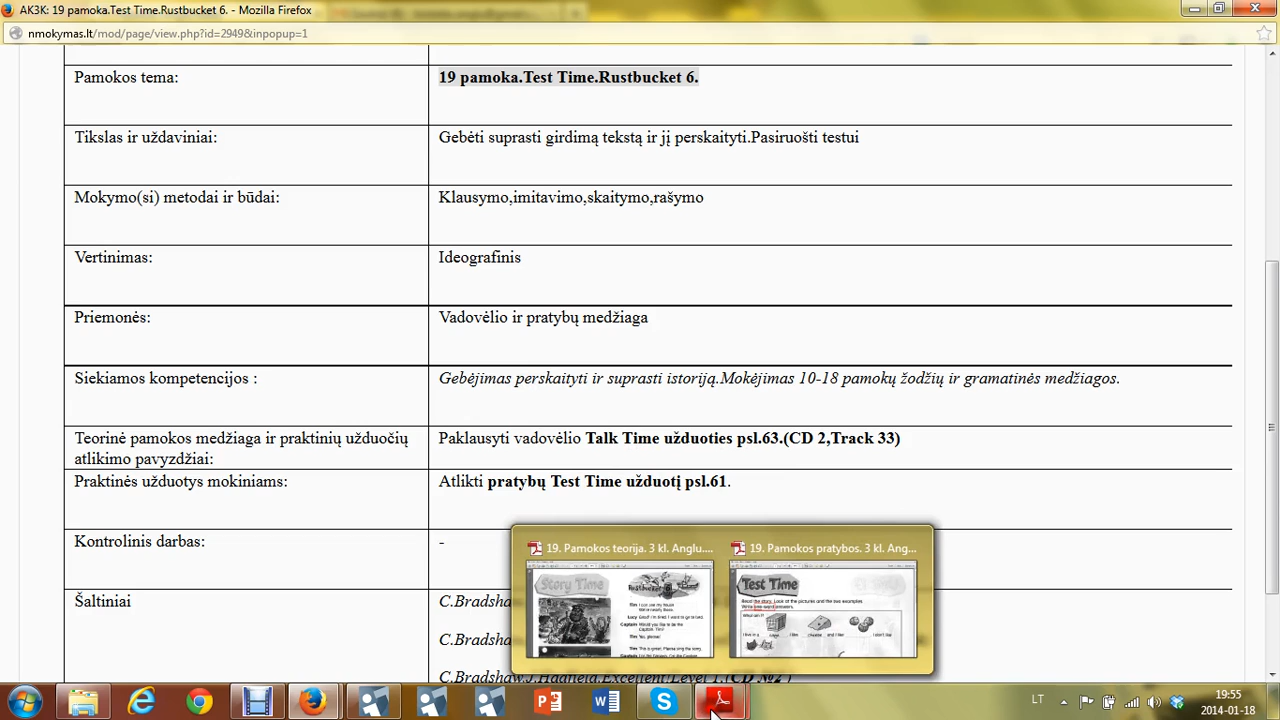 AK3K: 19 pamoka.Test Time.Rustbucket 6. - Mozilla Firefox
nmokymas.lt/mod/page/view.php?id=2949&inpopup=1
Pamokos tema:
19 pamoka.Test Time.Rustbucket 6.
Tikslas ir uždaviniai:
Gebėti suprasti girdimą tekstą ir jį perskaityti.Pasiruošti testui
Mokymo(si) metodai ir būdai:
Klausymo,imitavimo,skaitymo,rašymo
Vertinimas:
Ideografinis
Priemonės:
Vadovėlio ir pratybų medžiaga
Siekiamos kompetencijos :
Gebėjimas perskaityti ir suprasti istoriją.Mokėjimas 10-18 pamokų žodžių ir gramatinės medžiagos.
Teorinė pamokos medžiaga ir praktinių užduočių
atlikimo pavyzdžiai:
Paklausyti vadovėlio Talk Time užduoties psl.63.(CD 2,Track 33)
Praktinės užduotys mokiniams:
Atlikti pratybų Test Time užduotį psl.61.
Kontrolinis darbas:
-
Šaltiniai
C.Bradsha
C.Bradsh
C.Bradshaw,J.Hadfield,Excellent!Level 1.(CD №2 )
19. Pamokos teorija. 3 kl. Anglu....
19. Pamokos pratybos. 3 kl. Ang...
Story Time
Test Time
LT
19:55
2014-01-18